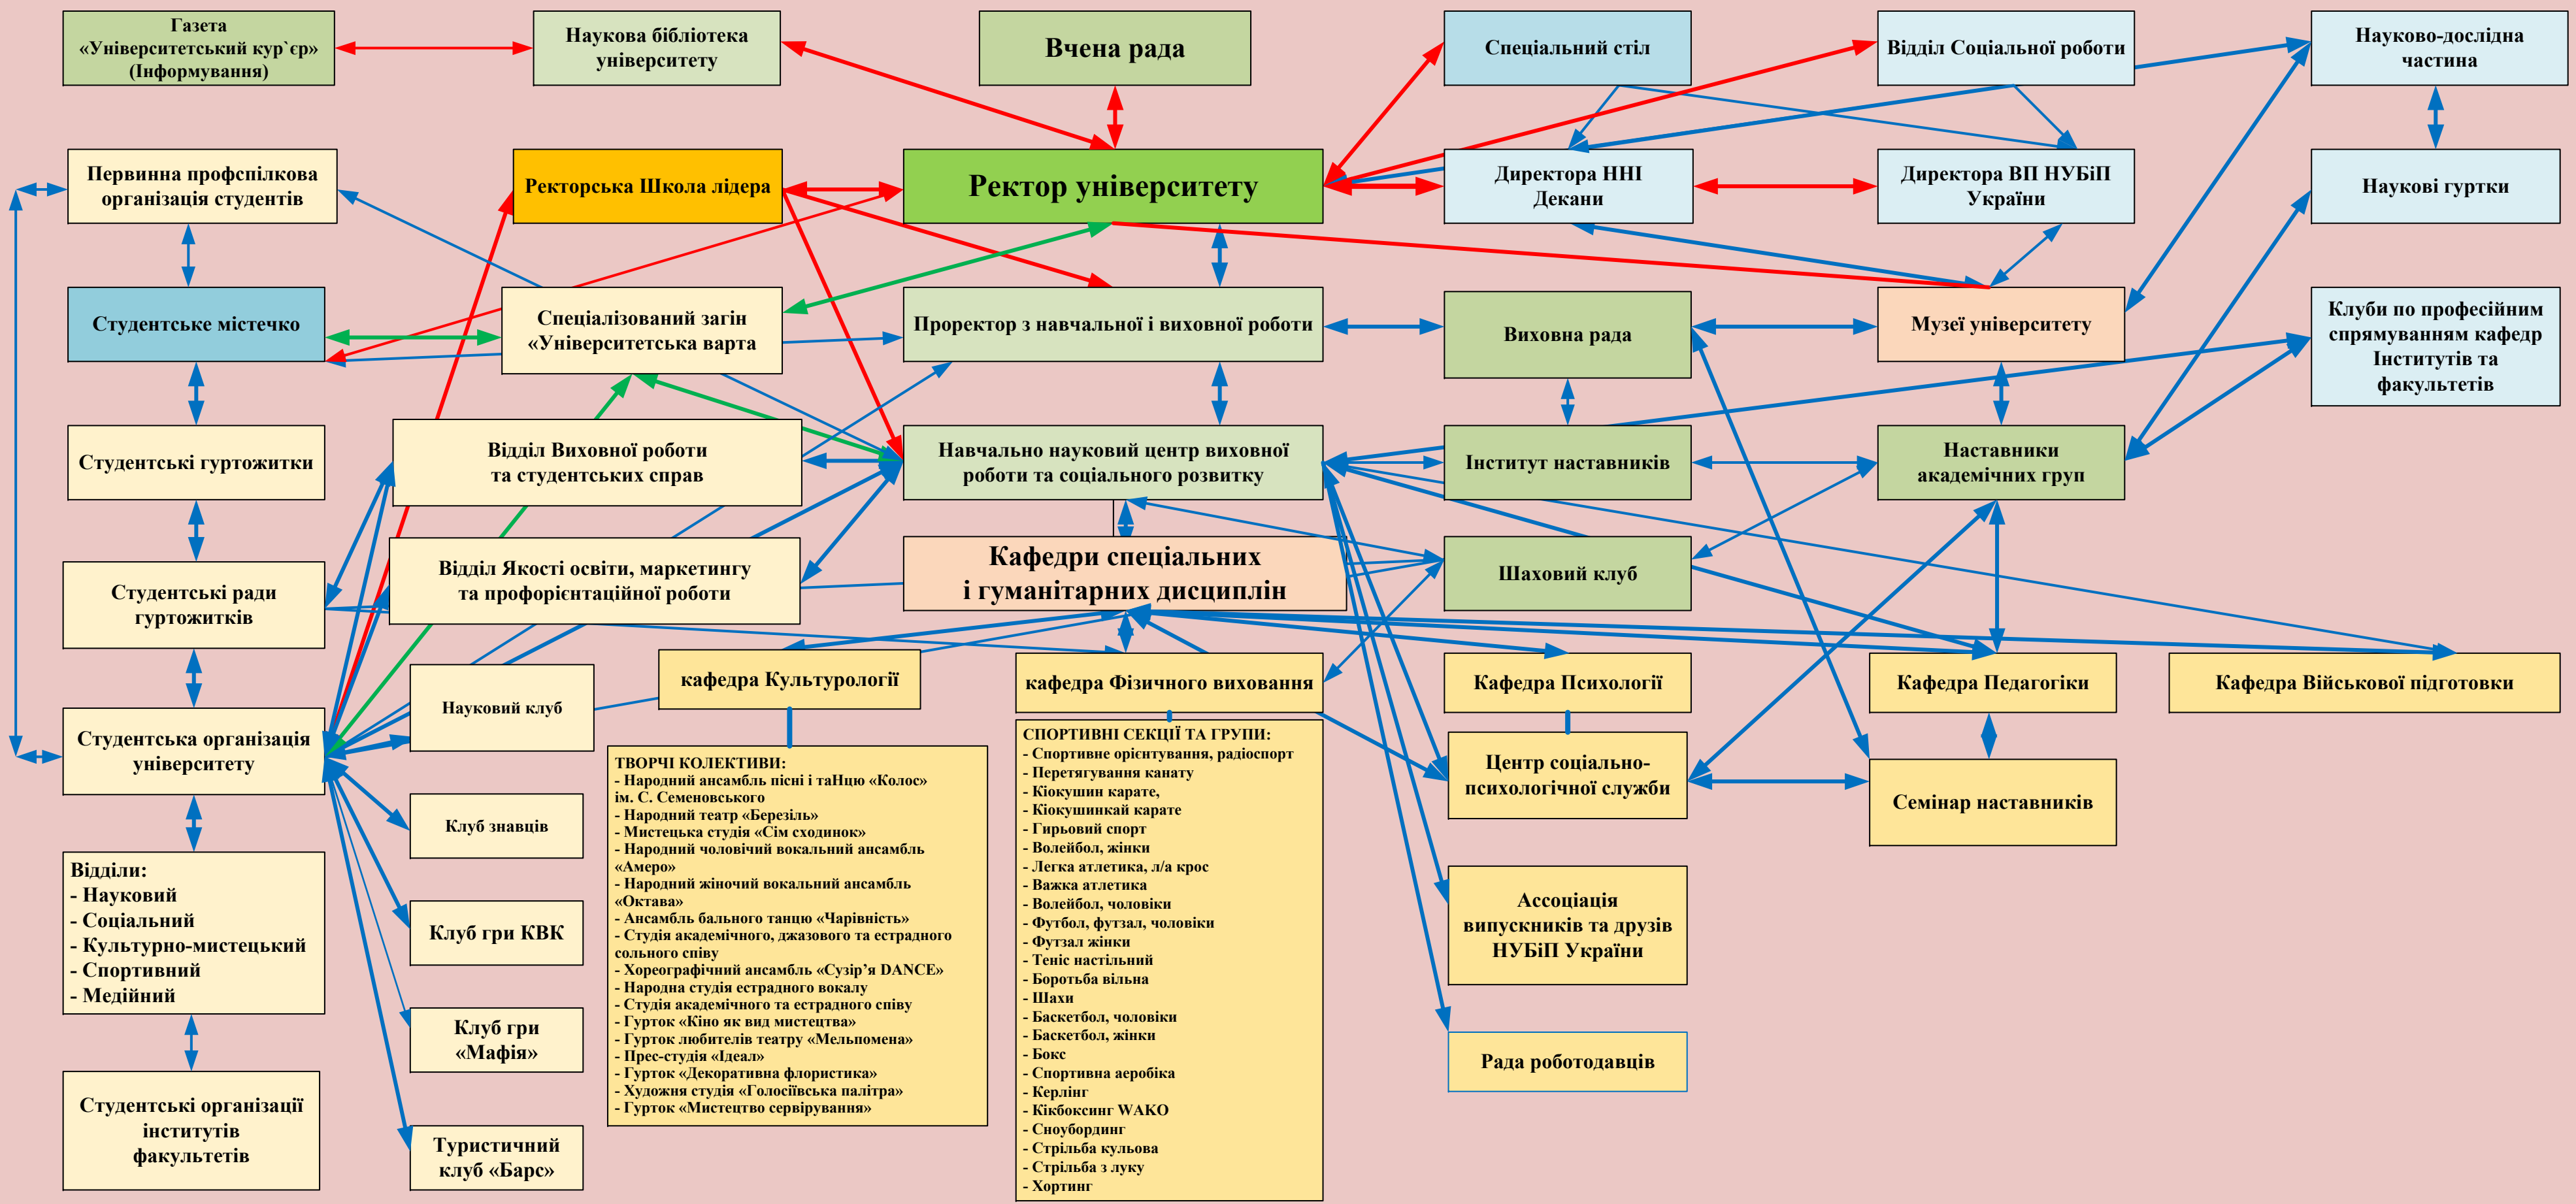 Газета
«Університетський кур`єр»
(Інформування)
Наукова бібліотека
університету
Вчена рада
Спеціальний стіл
Відділ Соціальної роботи
Науково-дослідна
частина
Первинна профспілкова
організація студентів
Ректорська Школа лідера
Ректор університету
Директора ННІ
Декани
Директора ВП НУБіП
України
Наукові гуртки
Студентське містечко
Спеціалізований загін
«Університетська варта
Проректор з навчальної і виховної роботи
Виховна рада
Музеї університету
Клуби по професійним
спрямуванням кафедр
Інститутів та
факультетів
Студентські гуртожитки
Відділ Виховної роботи
та студентських справ
Навчально науковий центр виховної
роботи та соціального розвитку
Інститут наставників
Наставники
академічних груп
Студентські ради
гуртожитків
Відділ Якості освіти, маркетингу
та профорієнтаційної роботи
Кафедри спеціальних
і гуманітарних дисциплін
Шаховий клуб
Студентська організація
університету
Науковий клуб
кафедра Культурології
кафедра Фізичного виховання
Кафедра Психології
Кафедра Педагогіки
Кафедра Військової підготовки
Відділи:
- Науковий
- Соціальний
- Культурно-мистецький
- Спортивний
- Медійний
Студентські організації
інститутів
факультетів
Клуб знавців
Клуб гри КВК
Клуб гри
«Мафія»
Туристичний
клуб «Барс»
ТВОРЧІ КОЛЕКТИВИ:
- Народний ансамбль пісні і таНцю «Колос»
ім. С. Семеновського
- Народний театр «Березіль»
- Мистецька студія «Сім сходинок»
- Народний чоловічий вокальний ансамбль
«Амеро»
- Народний жіночий вокальний ансамбль
«Октава»
- Ансамбль бального танцю «Чарівність»
- Студія академічного, джазового та естрадного
сольного співу
- Хореографічний ансамбль «Сузір’я DANCE»
- Народна студія естрадного вокалу
- Студія академічного та естрадного співу
- Гурток «Кіно як вид мистецтва»
- Гурток любителів театру «Мельпомена»
- Прес-студія «Ідеал»
- Гурток «Декоративна флористика»
- Художня студія «Голосіївська палітра»
- Гурток «Мистецтво сервірування»
СПОРТИВНІ СЕКЦІЇ ТА ГРУПИ:
- Спортивне орієнтування, радіоспорт
- Перетягування канату
- Кіокушин карате,
- Кіокушинкай карате
- Гирьовий спорт
- Волейбол, жінки
- Легка атлетика, л/а крос
- Важка атлетика
- Волейбол, чоловіки
- Футбол, футзал, чоловіки
- Футзал жінки
- Теніс настільний
- Боротьба вільна
- Шахи
- Баскетбол, чоловіки
- Баскетбол, жінки
- Бокс
- Спортивна аеробіка
- Керлінг
- Кікбоксинг WAKO
- Сноубординг
- Стрільба кульова
- Стрільба з луку
- Хортинг
Центр соціально-
психологічної служби
Семінар наставників
Ассоціація
випускників та друзів
НУБіП України
Рада роботодавців